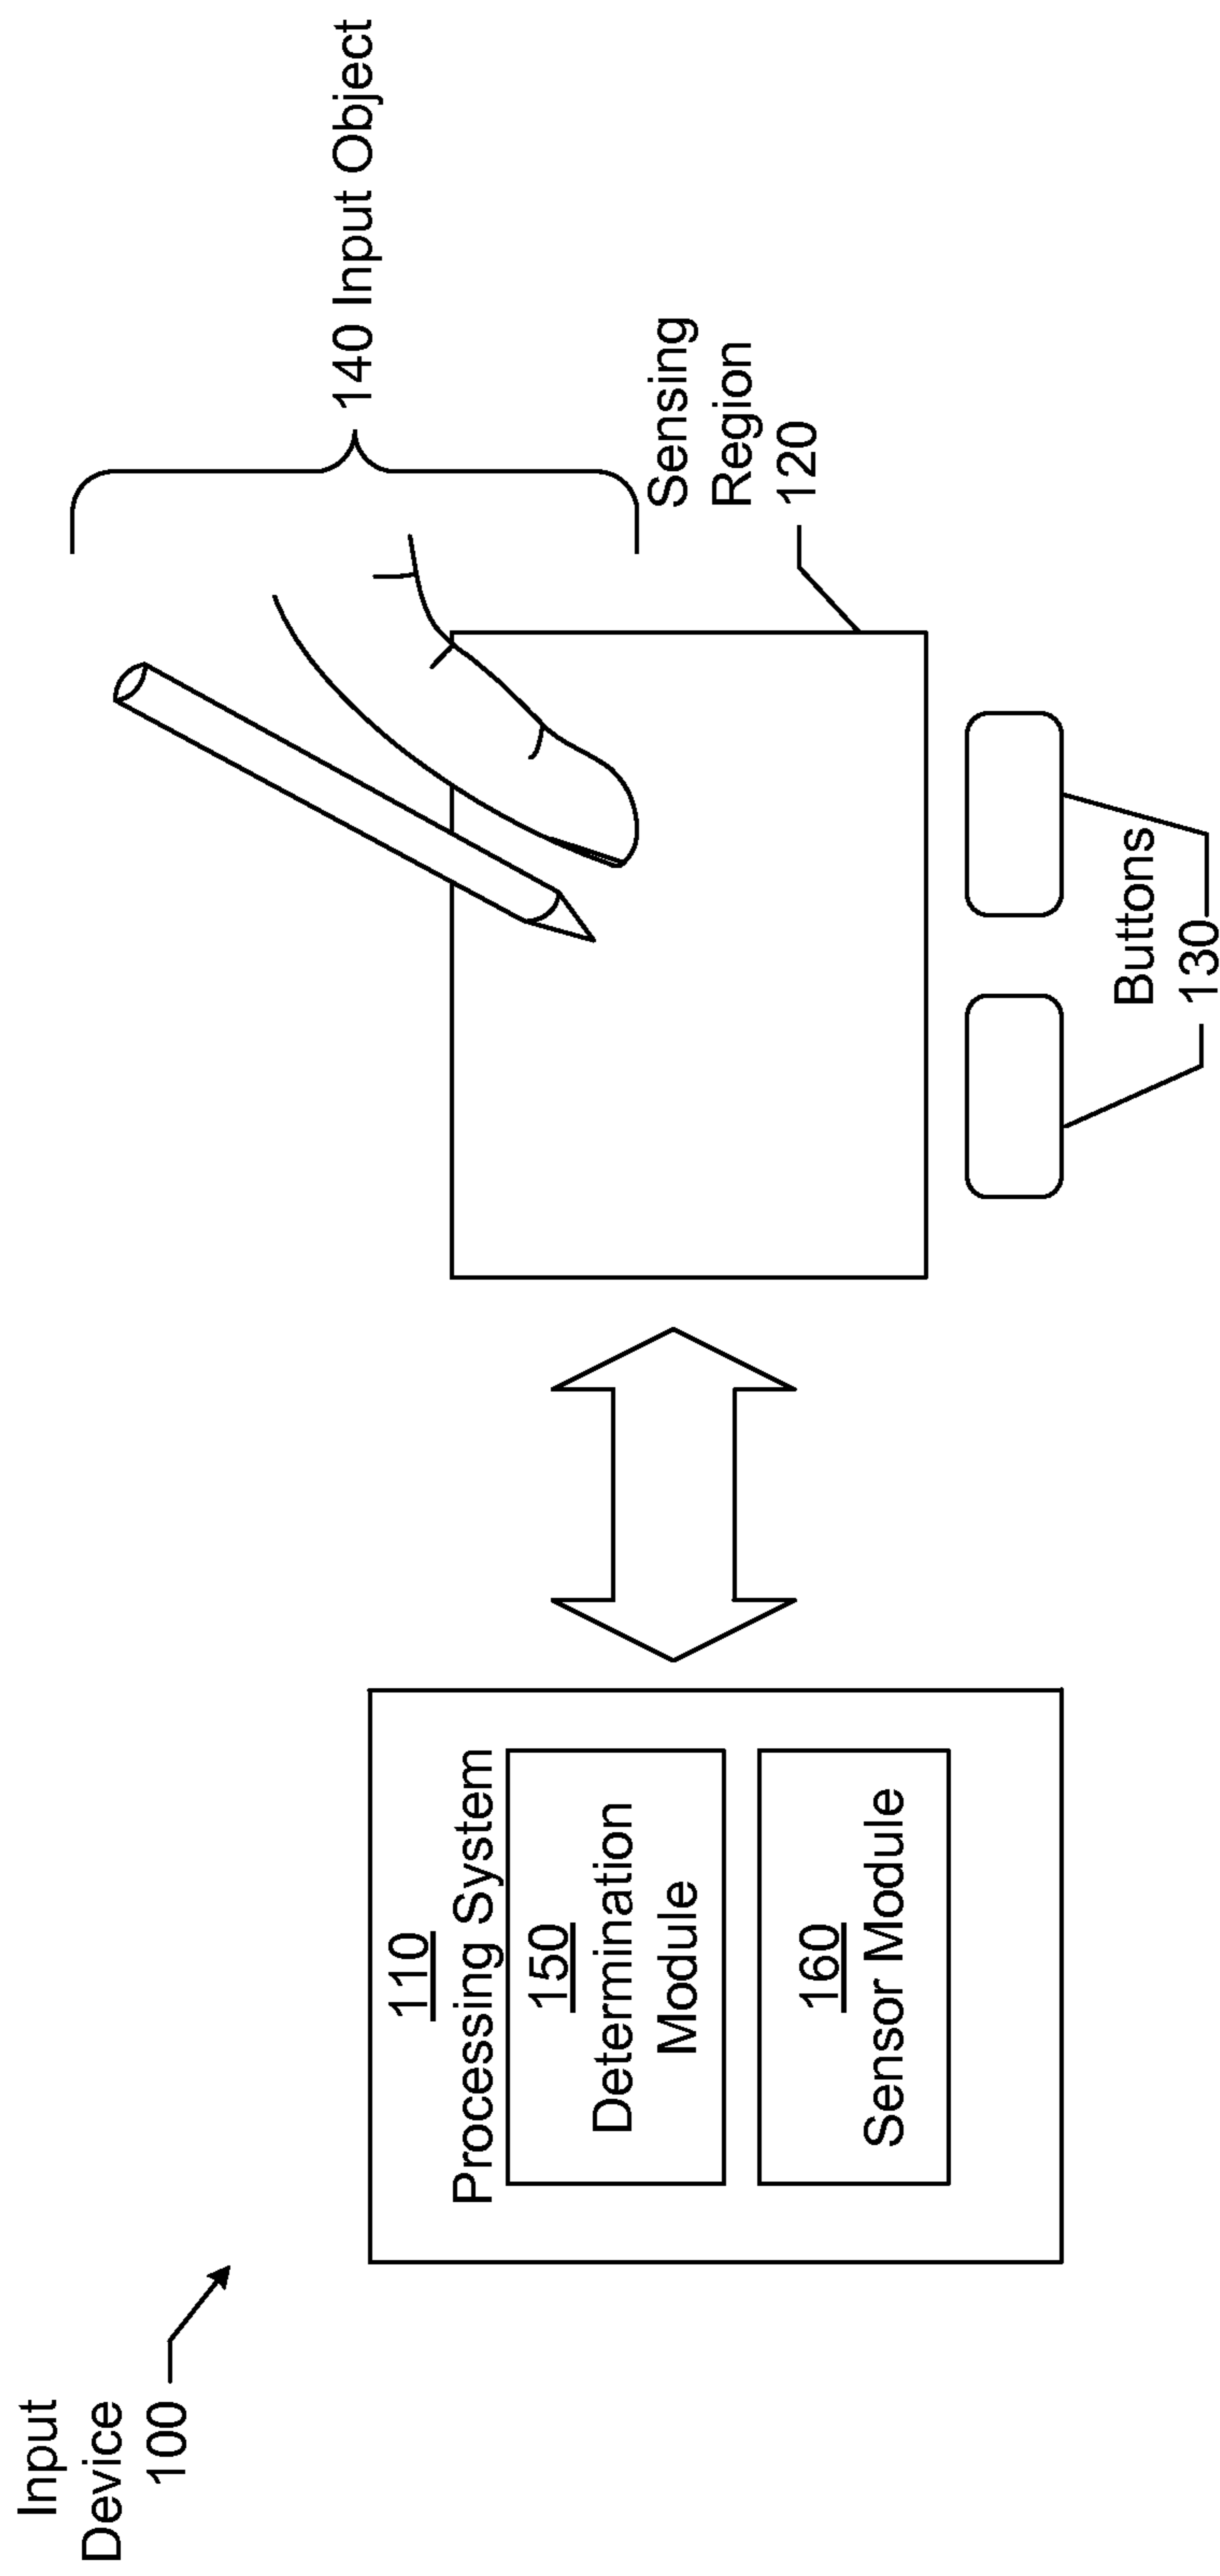 Input
Device
100
110
Processing System
150
Determination
Module
160
Sensor Module
140 Input Object
Sensing
Region
120
Buttons
130